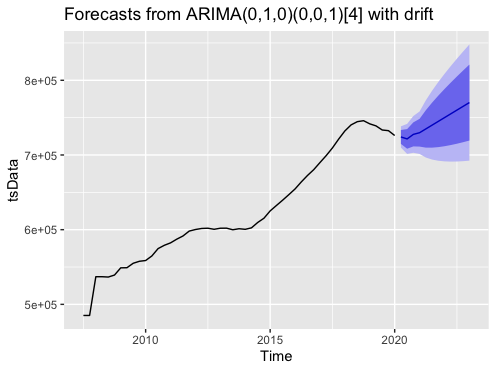 Forecasts from ARIMA(0,1,0)(0,0,1)[4] with drift
8e+05
7e+05
6e+05
5e+05
tsData
2010
2015
2020
Time